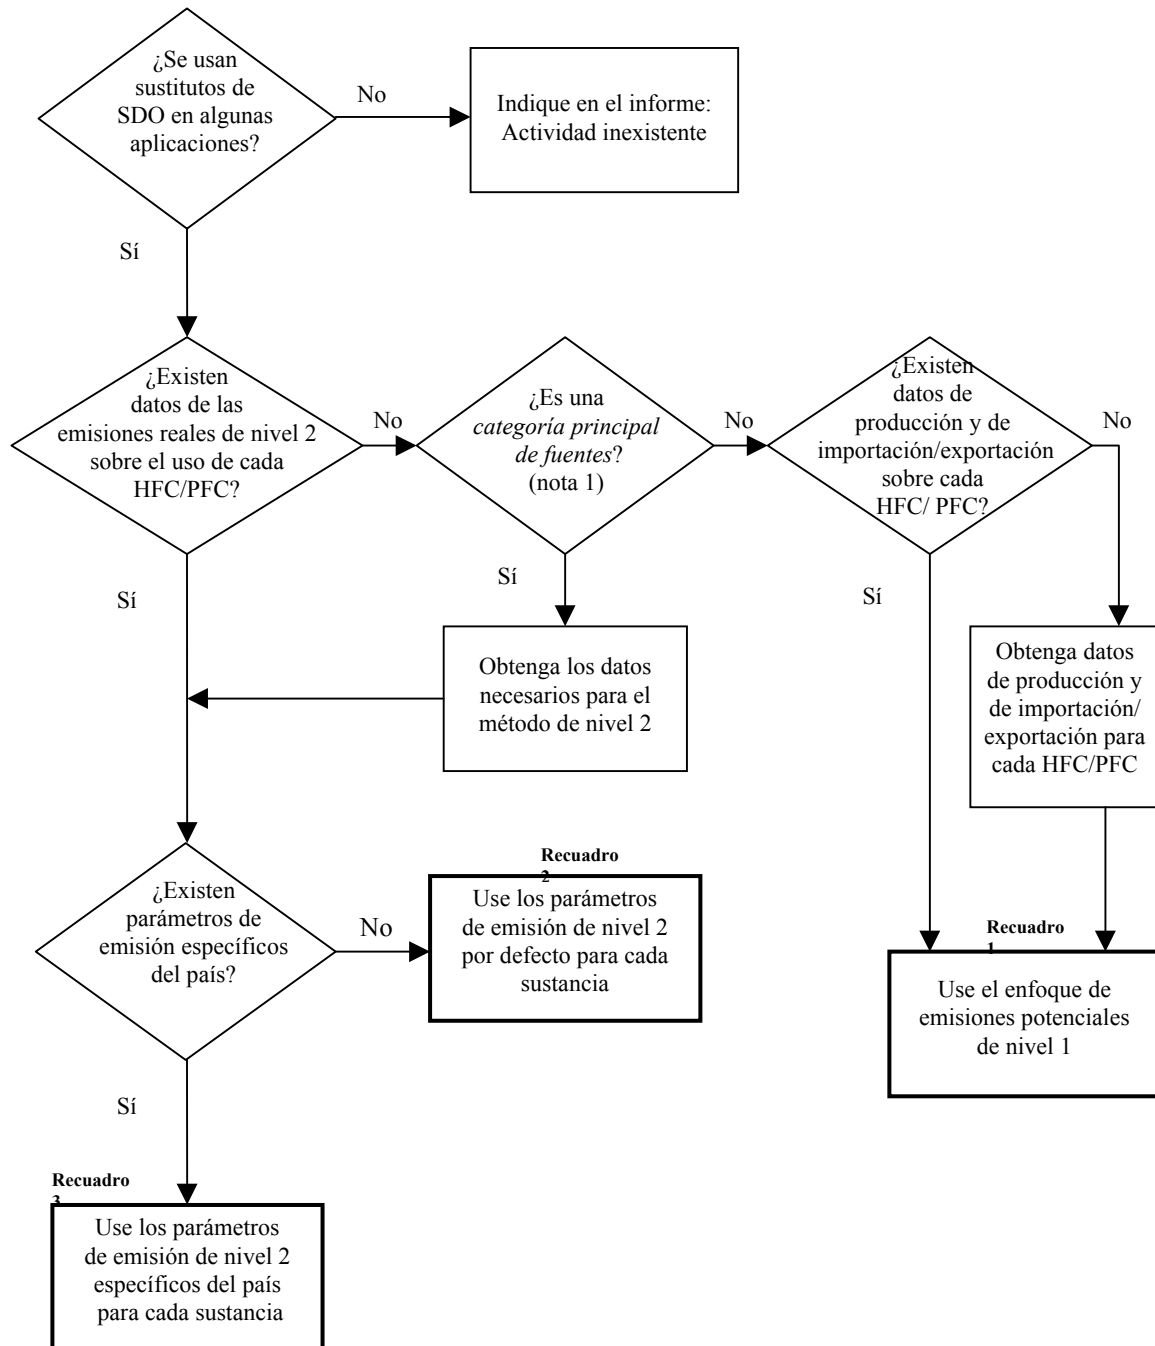 ¿Se usan
sustitutos de
SDO en algunas
aplicaciones?
No
Indique en el informe:
Actividad inexistente
Sí
¿Existen
datos de las
emisiones reales de nivel 2
sobre el uso de cada
HFC/PFC?
No
¿Es una
categoría principal
de fuentes?
(nota 1)
No
¿Existen
datos de
producción y de
importación/exportación
sobre cada
HFC/ PFC?
No
Sí
Sí
Sí
Obtenga los datos
necesarios para el
método de nivel 2
Obtenga datos
de producción y
de importación/
exportación para
cada HFC/PFC
¿Existen
parámetros de
emisión específicos
del país?
No
Recuadro
2
Use los parámetros
de emisión de nivel 2
por defecto para cada
sustancia
Recuadro
1
Use el enfoque de
emisiones potenciales
de nivel 1
Sí
Recuadro
3
Use los parámetros
de emisión de nivel 2
específicos del país
para cada sustancia